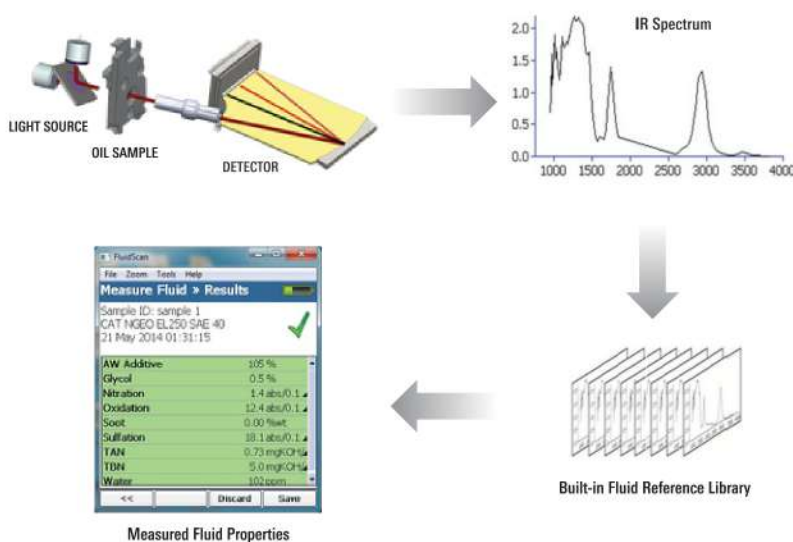 IR Spectrum
2.0
1.5
1.0
0.5
0.0
1000 1500 2000 2500 3000 3500 4000
LIGHT SOURCE
OIL SAMPLE
DETECTOR
FluidScan
File Zoom Tools Help
Measure Fluid » Results
Sample ID: sample 1
CAT NGEO EL250 SAE 40
21 May 2014 01:31:15
AW Additive 105 %
Glycol 0.5 %
Nitration 1.4 abs/0.1
Oxidation 12.4 abs/0.1
Soot 0.00 %wt
Sulfation 18.1 abs/0.1
TAN 0.73 mgKOH/
TBN 5.0 mgKOH/
Water 102 ppm
<< Discard Save
Built-in Fluid Reference Library
Measured Fluid Properties